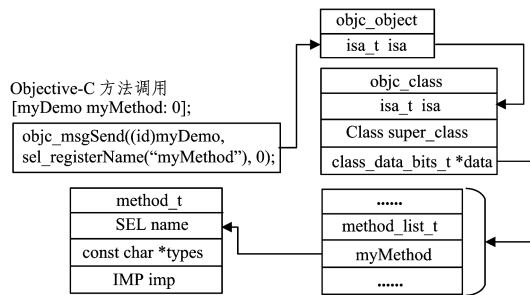 objc_object
isa_t isa
Objective-C 方法调用
[myDemo myMethod: 0];
objc_msgSend((id)myDemo,
sel_registerName(“myMethod”), 0);
objc_class
isa_t isa
Class super_class
class_data_bits_t *data
method_t
SEL name
const char *types
IMP imp
......
method_list_t
myMethod
......